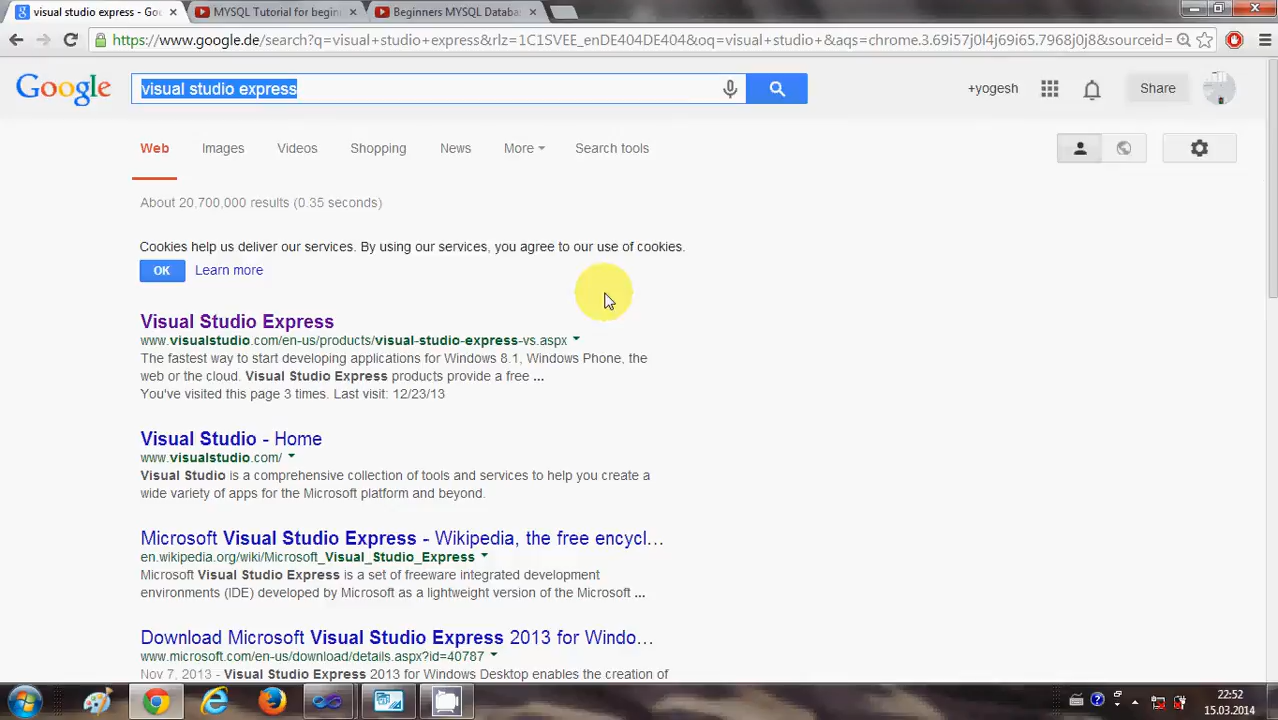 visual studio express - Goo
MYSQL Tutorial for begin
Beginners MYSQL Databa
https://www.google.de/search?q=visual+studio+express&rlz=1C1SVEE_enDE404DE404&oq=visual+studio+&aqs=chrome.3.69i57j0l4j69i65.7968j0j8&sourceid=
Google
visual studio express
+yogesh
Share
Web
Images
Videos
Shopping
News
More
Search tools
About 20,700,000 results (0.35 seconds)
Cookies help us deliver our services. By using our services, you agree to our use of cookies.
OK
Learn more
Visual Studio Express
www.visualstudio.com/en-us/products/visual-studio-express-vs.aspx
The fastest way to start developing applications for Windows 8.1, Windows Phone, the
web or the cloud. Visual Studio Express products provide a free ...
You've visited this page 3 times. Last visit: 12/23/13
Visual Studio - Home
www.visualstudio.com/
Visual Studio is a comprehensive collection of tools and services to help you create a
wide variety of apps for the Microsoft platform and beyond.
Microsoft Visual Studio Express - Wikipedia, the free encycl...
en.wikipedia.org/wiki/Microsoft_Visual_Studio_Express
Microsoft Visual Studio Express is a set of freeware integrated development
environments (IDE) developed by Microsoft as a lightweight version of the Microsoft ...
Download Microsoft Visual Studio Express 2013 for Windo...
www.microsoft.com/en-us/download/details.aspx?id=40787
Nov 7, 2013 - Visual Studio Express 2013 for Windows Desktop enables the creation of
22:52
15.03.2014